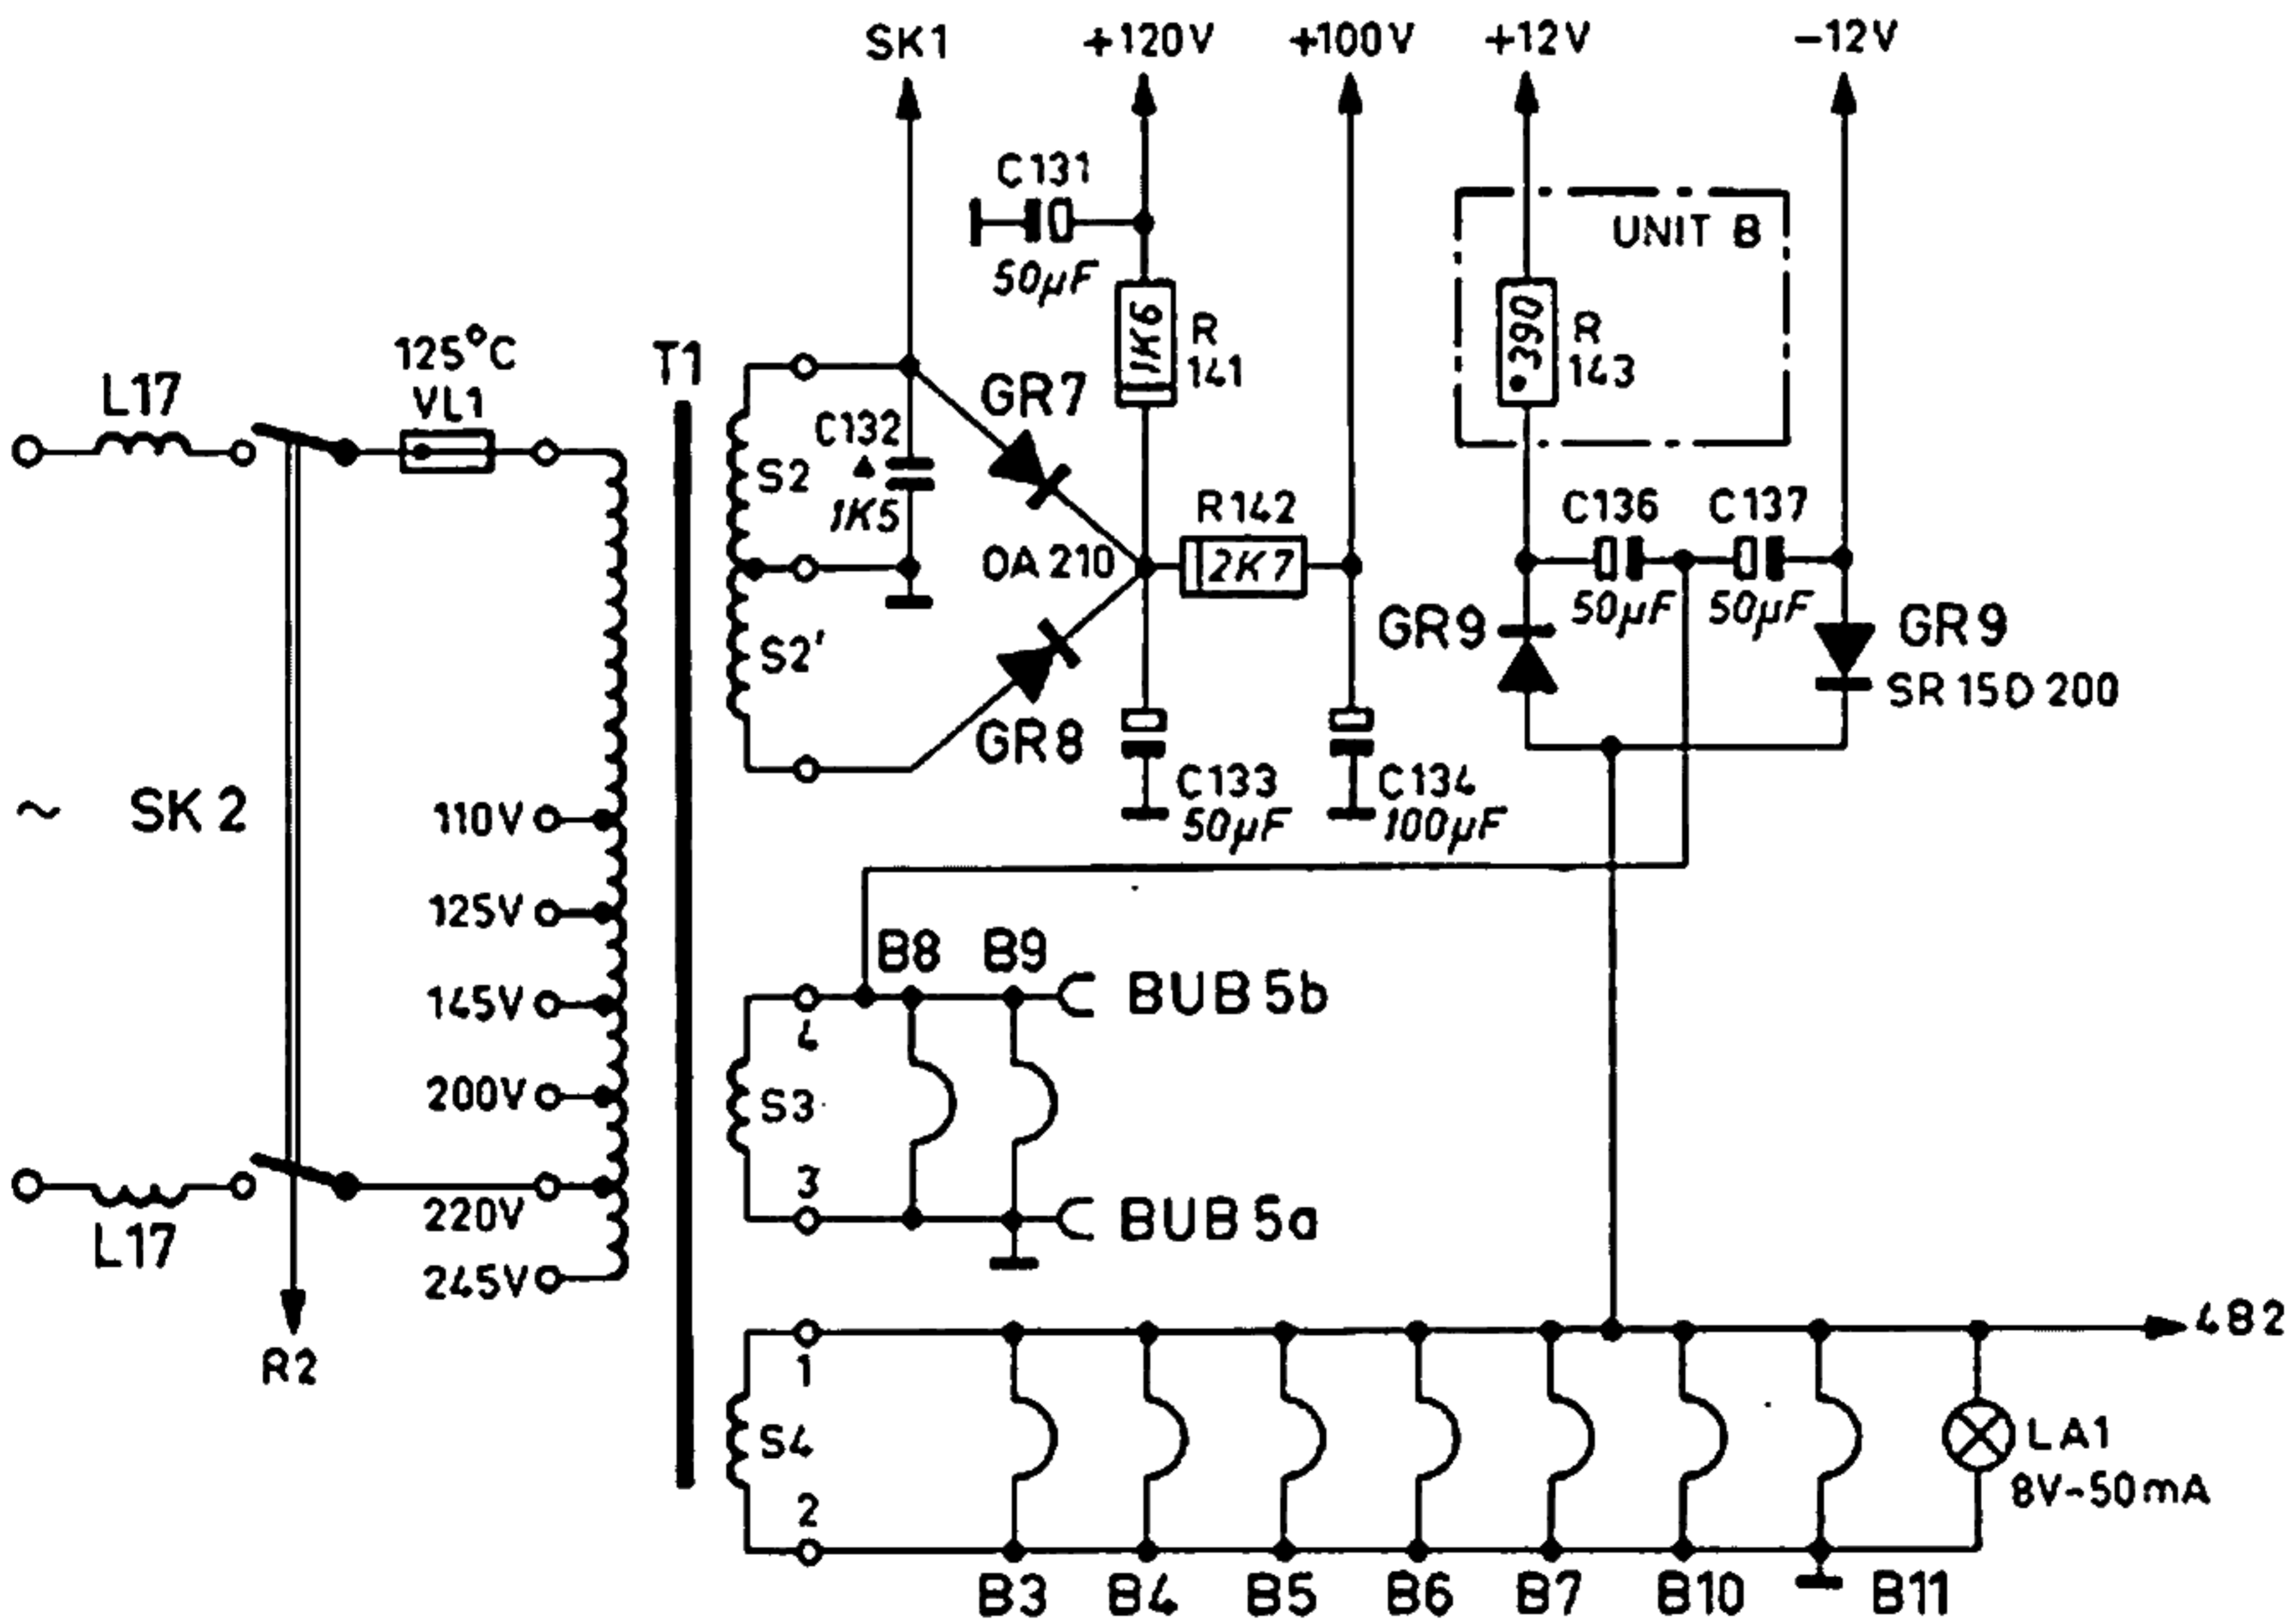 SK1
+120V
+100V
+12V
-12V
C131
50µF
UNIT 8
1K6
R
141
•390
R
143
125°C
VL1
T1
L17
GR7
C132
▲
1K5
S2
OA 210
R142
2K7
C136
C137
50µF
50µF
GR9
GR9
SR 150 200
S2'
GR8
C133
50µF
C134
100µF
~
SK 2
110V
125V
145V
200V
220V
245V
L17
R2
B8
B9
BUB 5b
4
S3
3
BUB 5a
482
1
S4
2
LA1
8V-50mA
B3
B4
B5
B6
B7
B10
B11